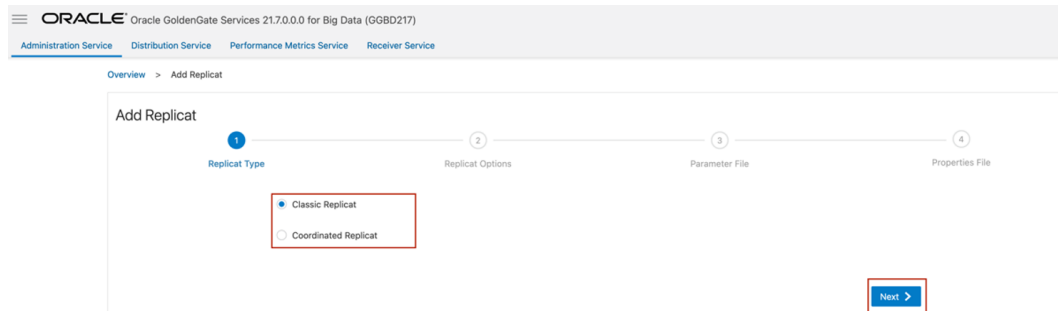 ORACLE Oracle GoldenGate Services 21.7.0.0.0 for Big Data (GGBD217)
Administration Service Distribution Service Performance Metrics Service Receiver Service
Overview > Add Replicat
Add Replicat
1 2 3 4
Replicat Type Replicat Options Parameter File Properties File
Classic Replicat
Coordinated Replicat
Next >